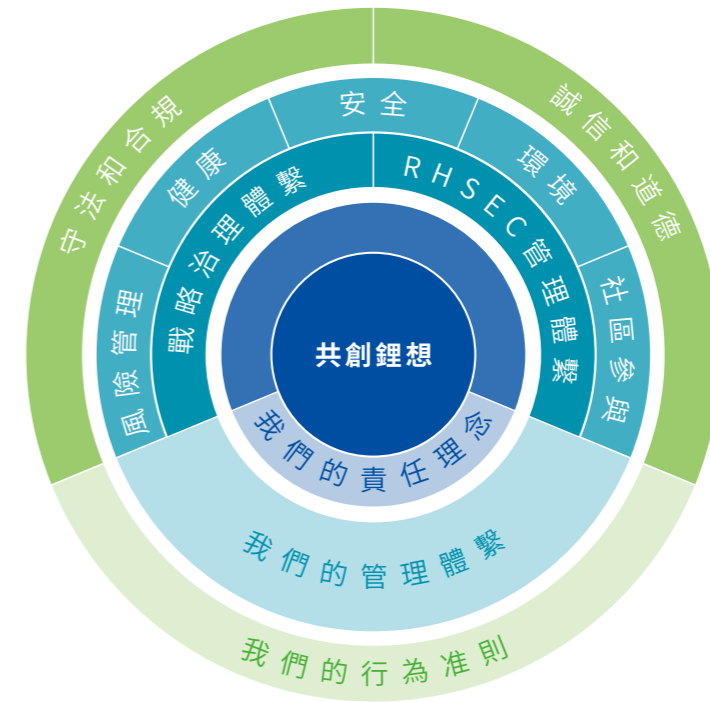 守法和合規
誠信和道德
風險管理
健康
安全
環境
社區參與
戰略治理體繫
RHSEC管理體繫
共創鋰想
我們的責任理念
我們的管理體繫
我們的行為准則